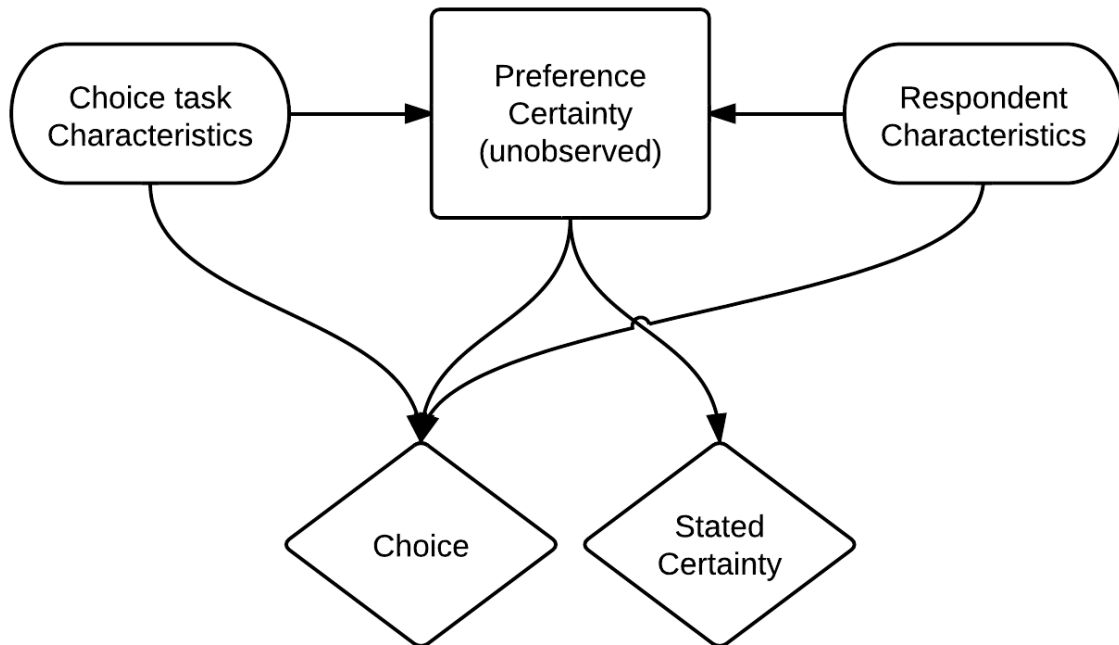 Choice task
Characteristics
Preference
Certainty
(unobserved)
Respondent
Characteristics
Choice
Stated
Certainty